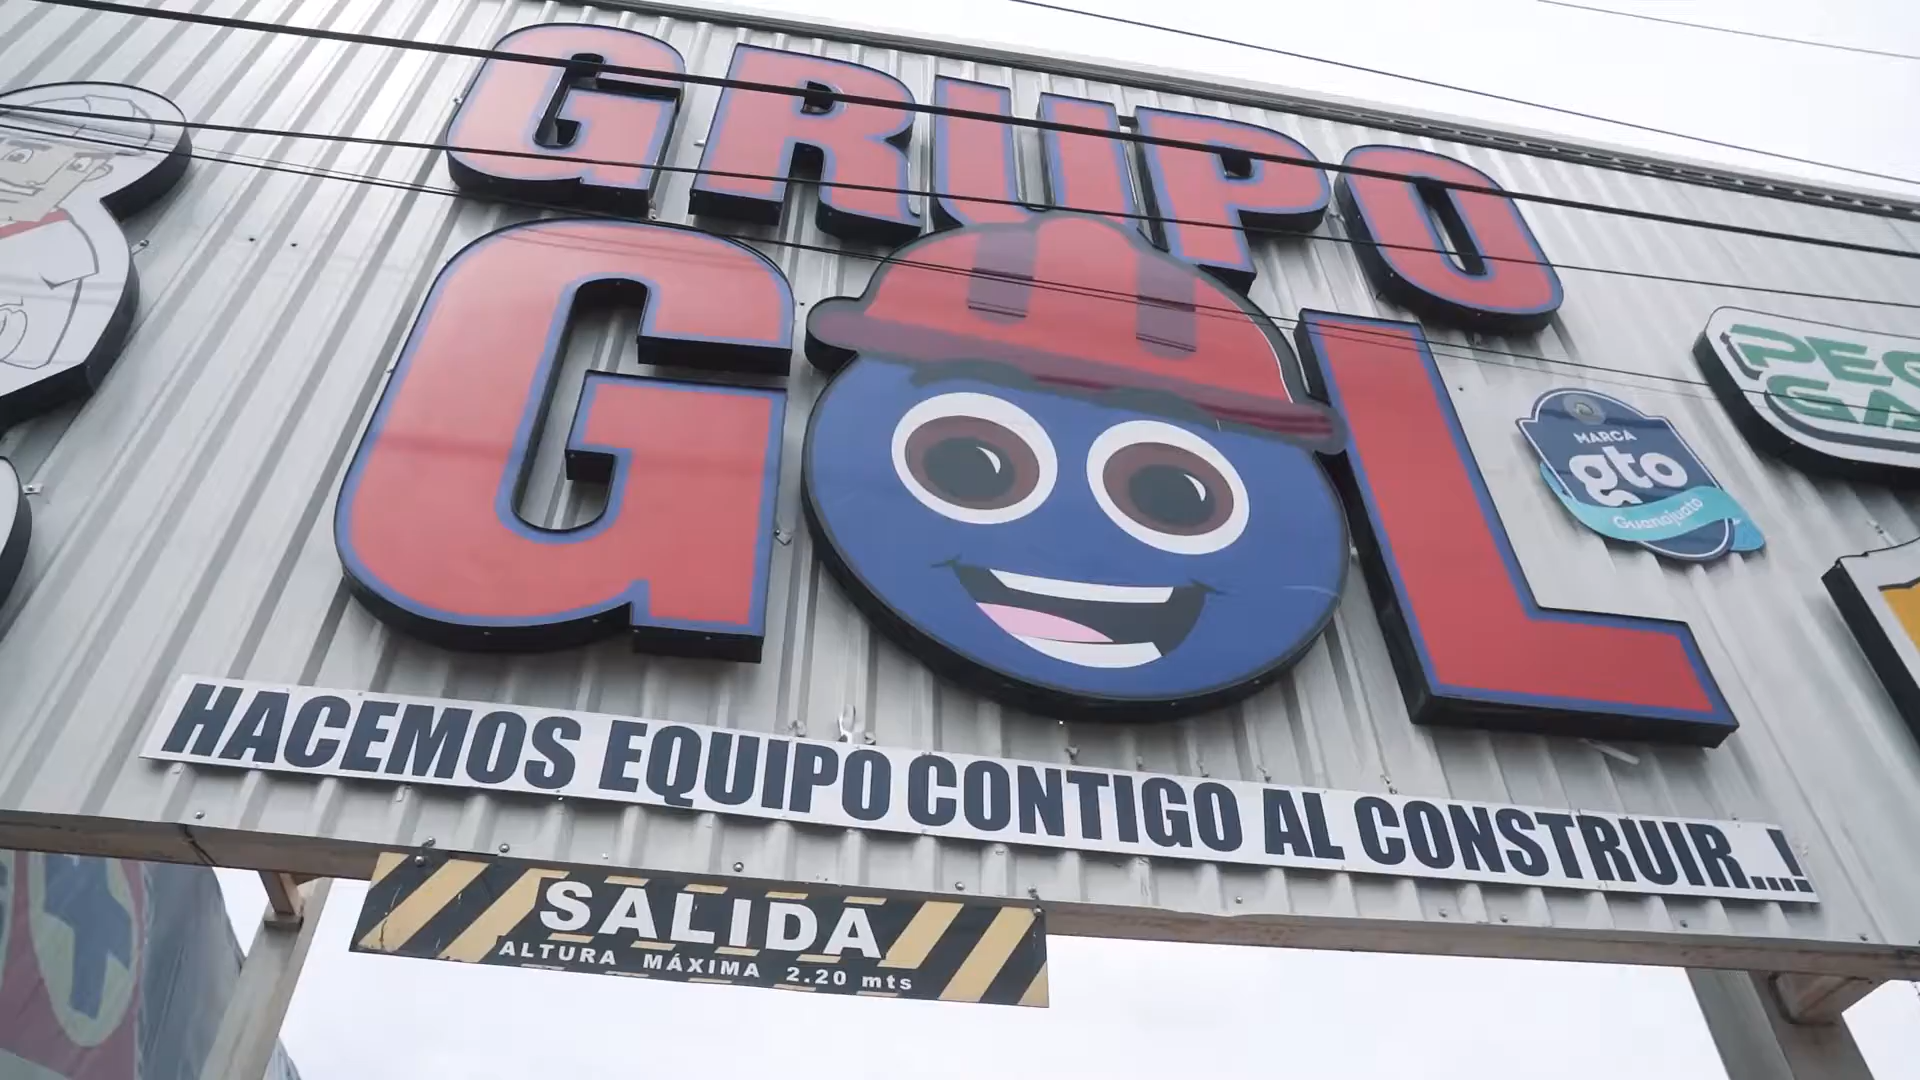 GRUPO
GOL
MARCA
gto
Guanajuato
HACEMOS EQUIPO CONTIGO AL CONSTRUIR...!
SALIDA
ALTURA MÁXIMA 2.20 mts